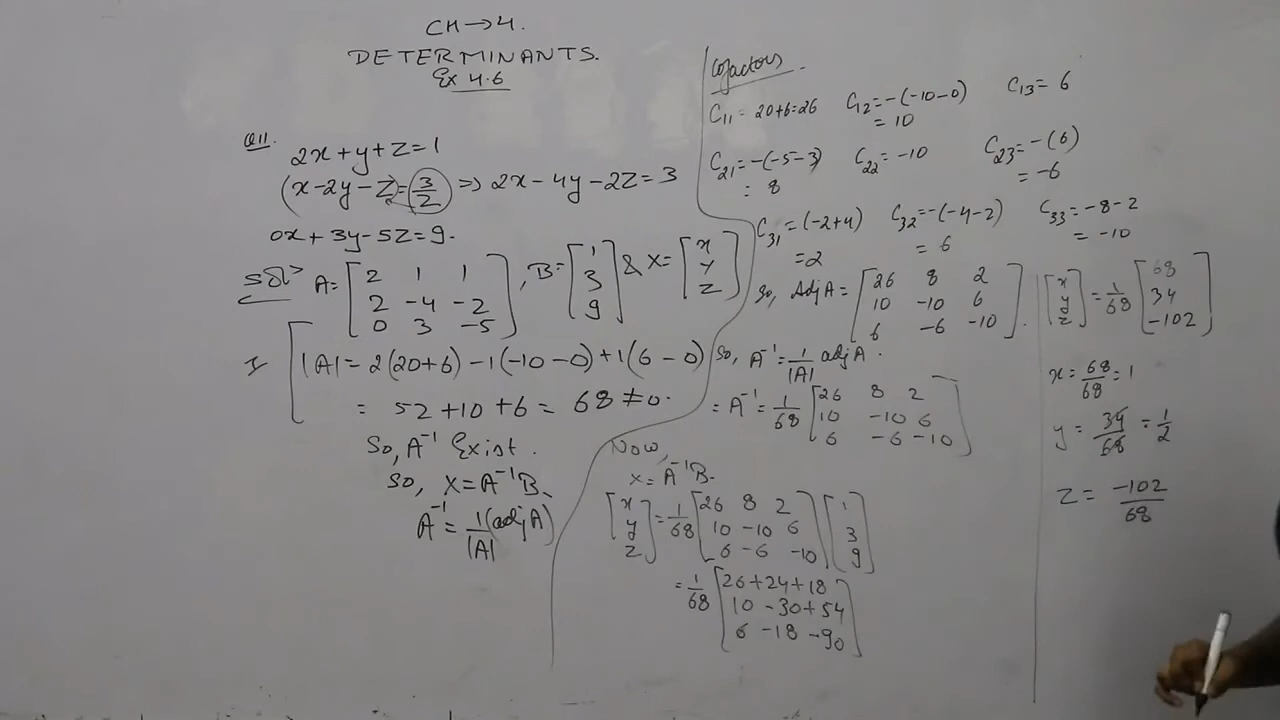 CH→4.
DETERMINANTS.
Ex 4.6
Q11.
2x+y+z=1
(x-2y-z)=3/2 ⇒ 2x-4y-2z=3
0x+3y-5z=9.
Sol> A=[2 1 1
2 -4 -2
0 3 -5], B=[1
3
9] & X=[x
y
z]
|A|=2(20+6)-1(-10-0)+1(6-0)
= 52+10+6= 68≠0.
So, A⁻¹ Exist.
So, X=A⁻¹B.
A⁻¹=1/|A|(adjA)
Cofactors
C11= 20+6=26 C12=-(-10-0) C13= 6
= 10
C21=-(-5-3) C22=-10 C23=-(6)
= 8 = -6
C31=(-2+4) C32=-(-4-2) C33=-8-2
=2 = 6 = -10
So, AdjA=[26 8 2
10 -10 6
6 -6 -10].
So, A⁻¹=1/|A| adjA.
= A⁻¹=1/68[26 8 2
10 -10 6
6 -6 -10]
Now,
X=A⁻¹B.
[x
y
z]=1/68[26 8 2
10 -10 6
6 -6 -10][1
3
9]
=1/68[26+24+18
10-30+54
6-18-90]
[x
y
z]=1/68[68
34
-102]
x=68/68=1
y=34/68=1/2
z=-102/68